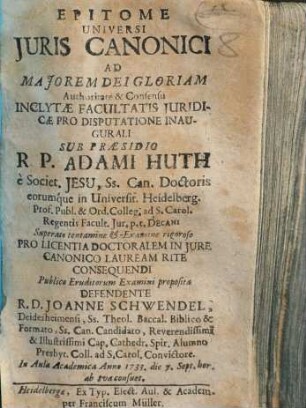 EPITOME
UNIVERSI
JURIS CANONICI
AD
MAJOREM DEI GLORIAM
Authoritate & Consensu
INCLYTÆ FACULTATIS JURIDI-
CÆ PRO DISPUTATIONE INAU-
GURALI
SUB PRÆSIDIO
R. P. ADAMI HUTH
è Societ. JESU, Ss. Can. Doctoris
eorumque in Universit. Heidelberg.
Prof. Publ. & Ord. Colleg; ad S. Carol.
Regentis Facult. Jur, p.t. DECANI
Superato tentamine & Examine rigoroso
PRO LICENTIA DOCTORALEM IN JURE
CANONICO LAUREAM RITE
CONSEQUENDI
Publico Eruditorum Examini proposita
DEFENDENTE
R. D. JOANNE SCHWENDEL,
Deidesheimensi, Ss. Theol. Baccal. Biblico &
Formato, Ss. Can. Candidato, Reverendissimi
& Illustrissimi Cap, Cathedr, Spir, Alumno
Presbyt. Coll. ad S, Carol, Convictore.
In Aula Academica Anno 1731. die Sept. hor,
ab consuet.
Heidelbergæ, Ex Typ. Elect. Aul. & Academ.
per Franciscum Müller.
8